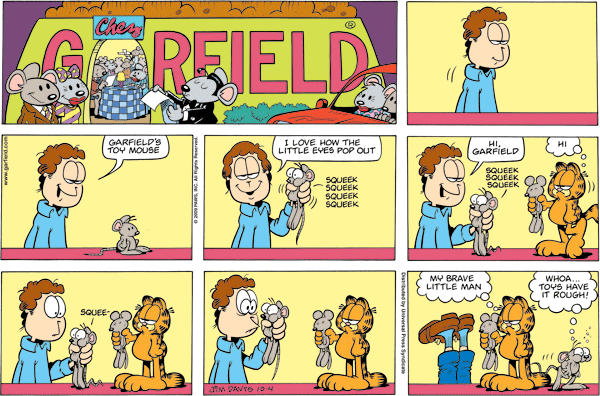 Chez
GARFIELD
GARFIELD'S
TOY MOUSE
I LOVE HOW THE
LITTLE EYES POP OUT
SQUEEK
SQUEEK
SQUEEK
SQUEEK
HI,
GARFIELD
HI
SQUEEK
SQUEEK
SQUEEK
www.garfield.com
© 2009 PAWS, INC. All Rights Reserved.
SQUEE-
JIM DAVIS 10-4
Distributed by Universal Press Syndicate
MY BRAVE
LITTLE MAN
WHOA...
TOYS HAVE
IT ROUGH!